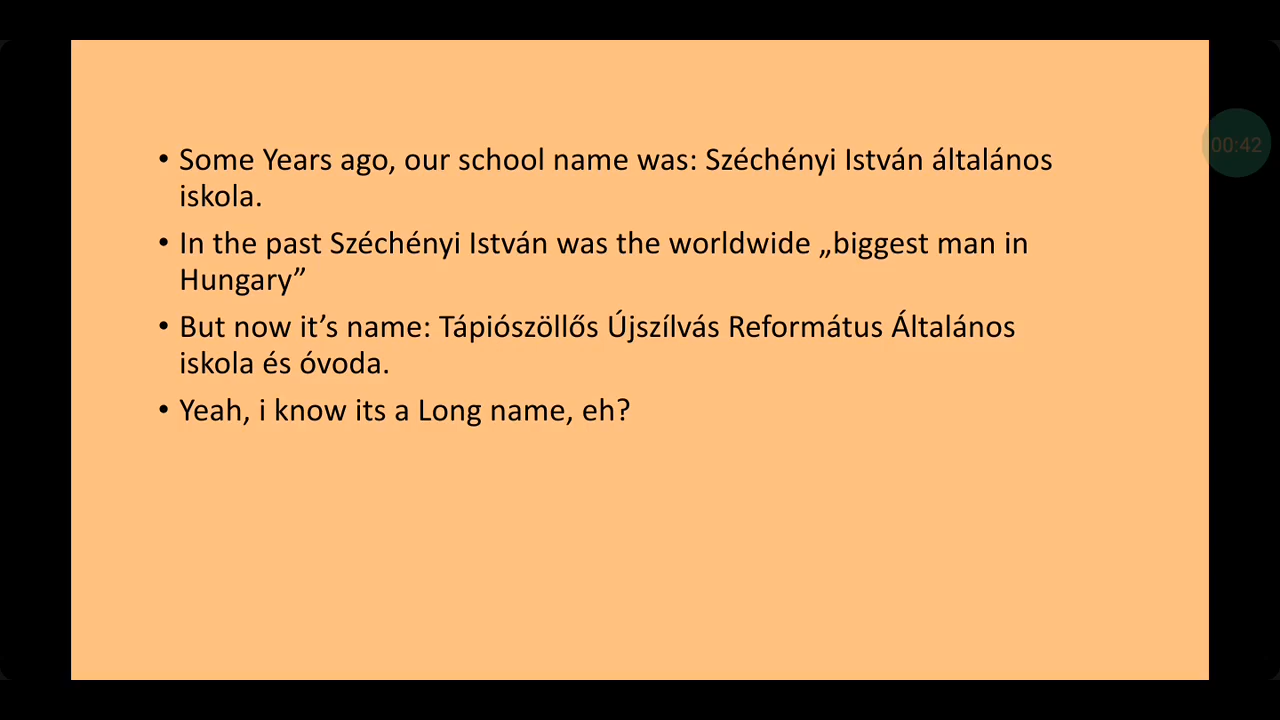 • Some Years ago, our school name was: Széchényi István általános
iskola.
• In the past Széchényi István was the worldwide „biggest man in
Hungary”
• But now it’s name: Tápiószöllős Újszílvás Református Általános
iskola és óvoda.
• Yeah, i know its a Long name, eh?
00:42